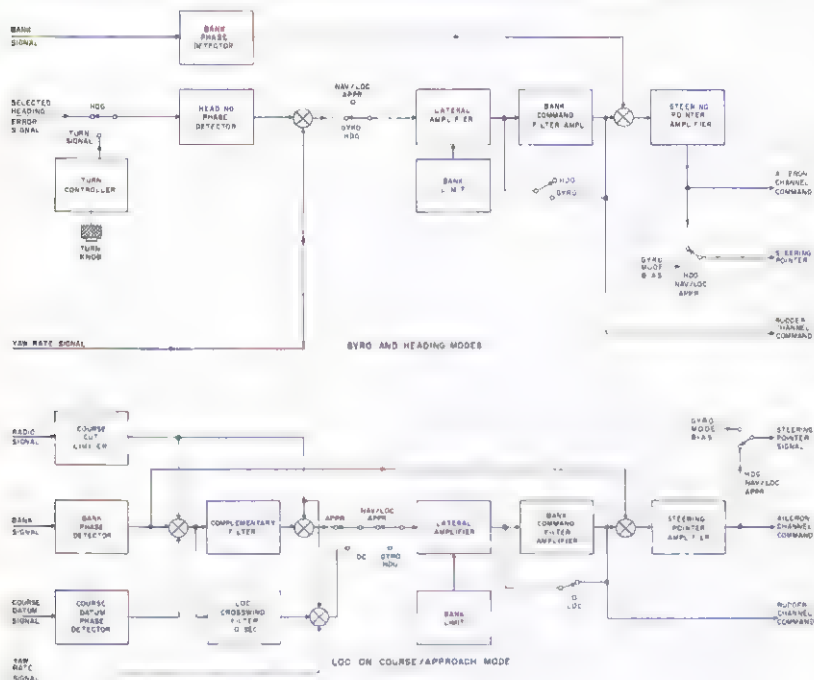 BANK
SIGNAL
BANK
PHASE
DETECTOR
SELECTED
HEADING
ERROR
SIGNAL
HDG
TURN
SIGNAL
HEADING
PHASE
DETECTOR
NAV/LOC
APPR
GYRO
HDG
LATERAL
AMPLIFIER
BANK
COMMAND
FILTER AMPL
STEERING
POINTER
AMPLIFIER
TURN
CONTROLLER
TURN
KNOB
BANK
LIMIT
HDG
GYRO
AILERON
CHANNEL
COMMAND
GYRO
MODE
BIAS
HDG
NAV/LOC
APPR
STEERING
POINTER
RUDDER
CHANNEL
COMMAND
YAW RATE SIGNAL
GYRO AND HEADING MODES
RADIO
SIGNAL
COURSE
CUT
LIMITER
GYRO
MODE
BIAS
STEERING
POINTER
SIGNAL
HDG
NAV/LOC
APPR
BANK
SIGNAL
BANK
PHASE
DETECTOR
COMPLEMENTARY
FILTER
APPR
NAV/LOC
APPR
OC
GYRO
HDG
LATERAL
AMPLIFIER
BANK
COMMAND
FILTER
AMPLIFIER
STEERING
POINTER
AMPLIFIER
AILERON
CHANNEL
COMMAND
COURSE
DATUM
SIGNAL
COURSE
DATUM
PHASE
DETECTOR
LOC
CROSSWIND
FILTER
SEC
BANK
LIMIT
LOC
RUDDER
CHANNEL
COMMAND
YAW
RATE
SIGNAL
LOC ON COURSE/APPROACH MODE